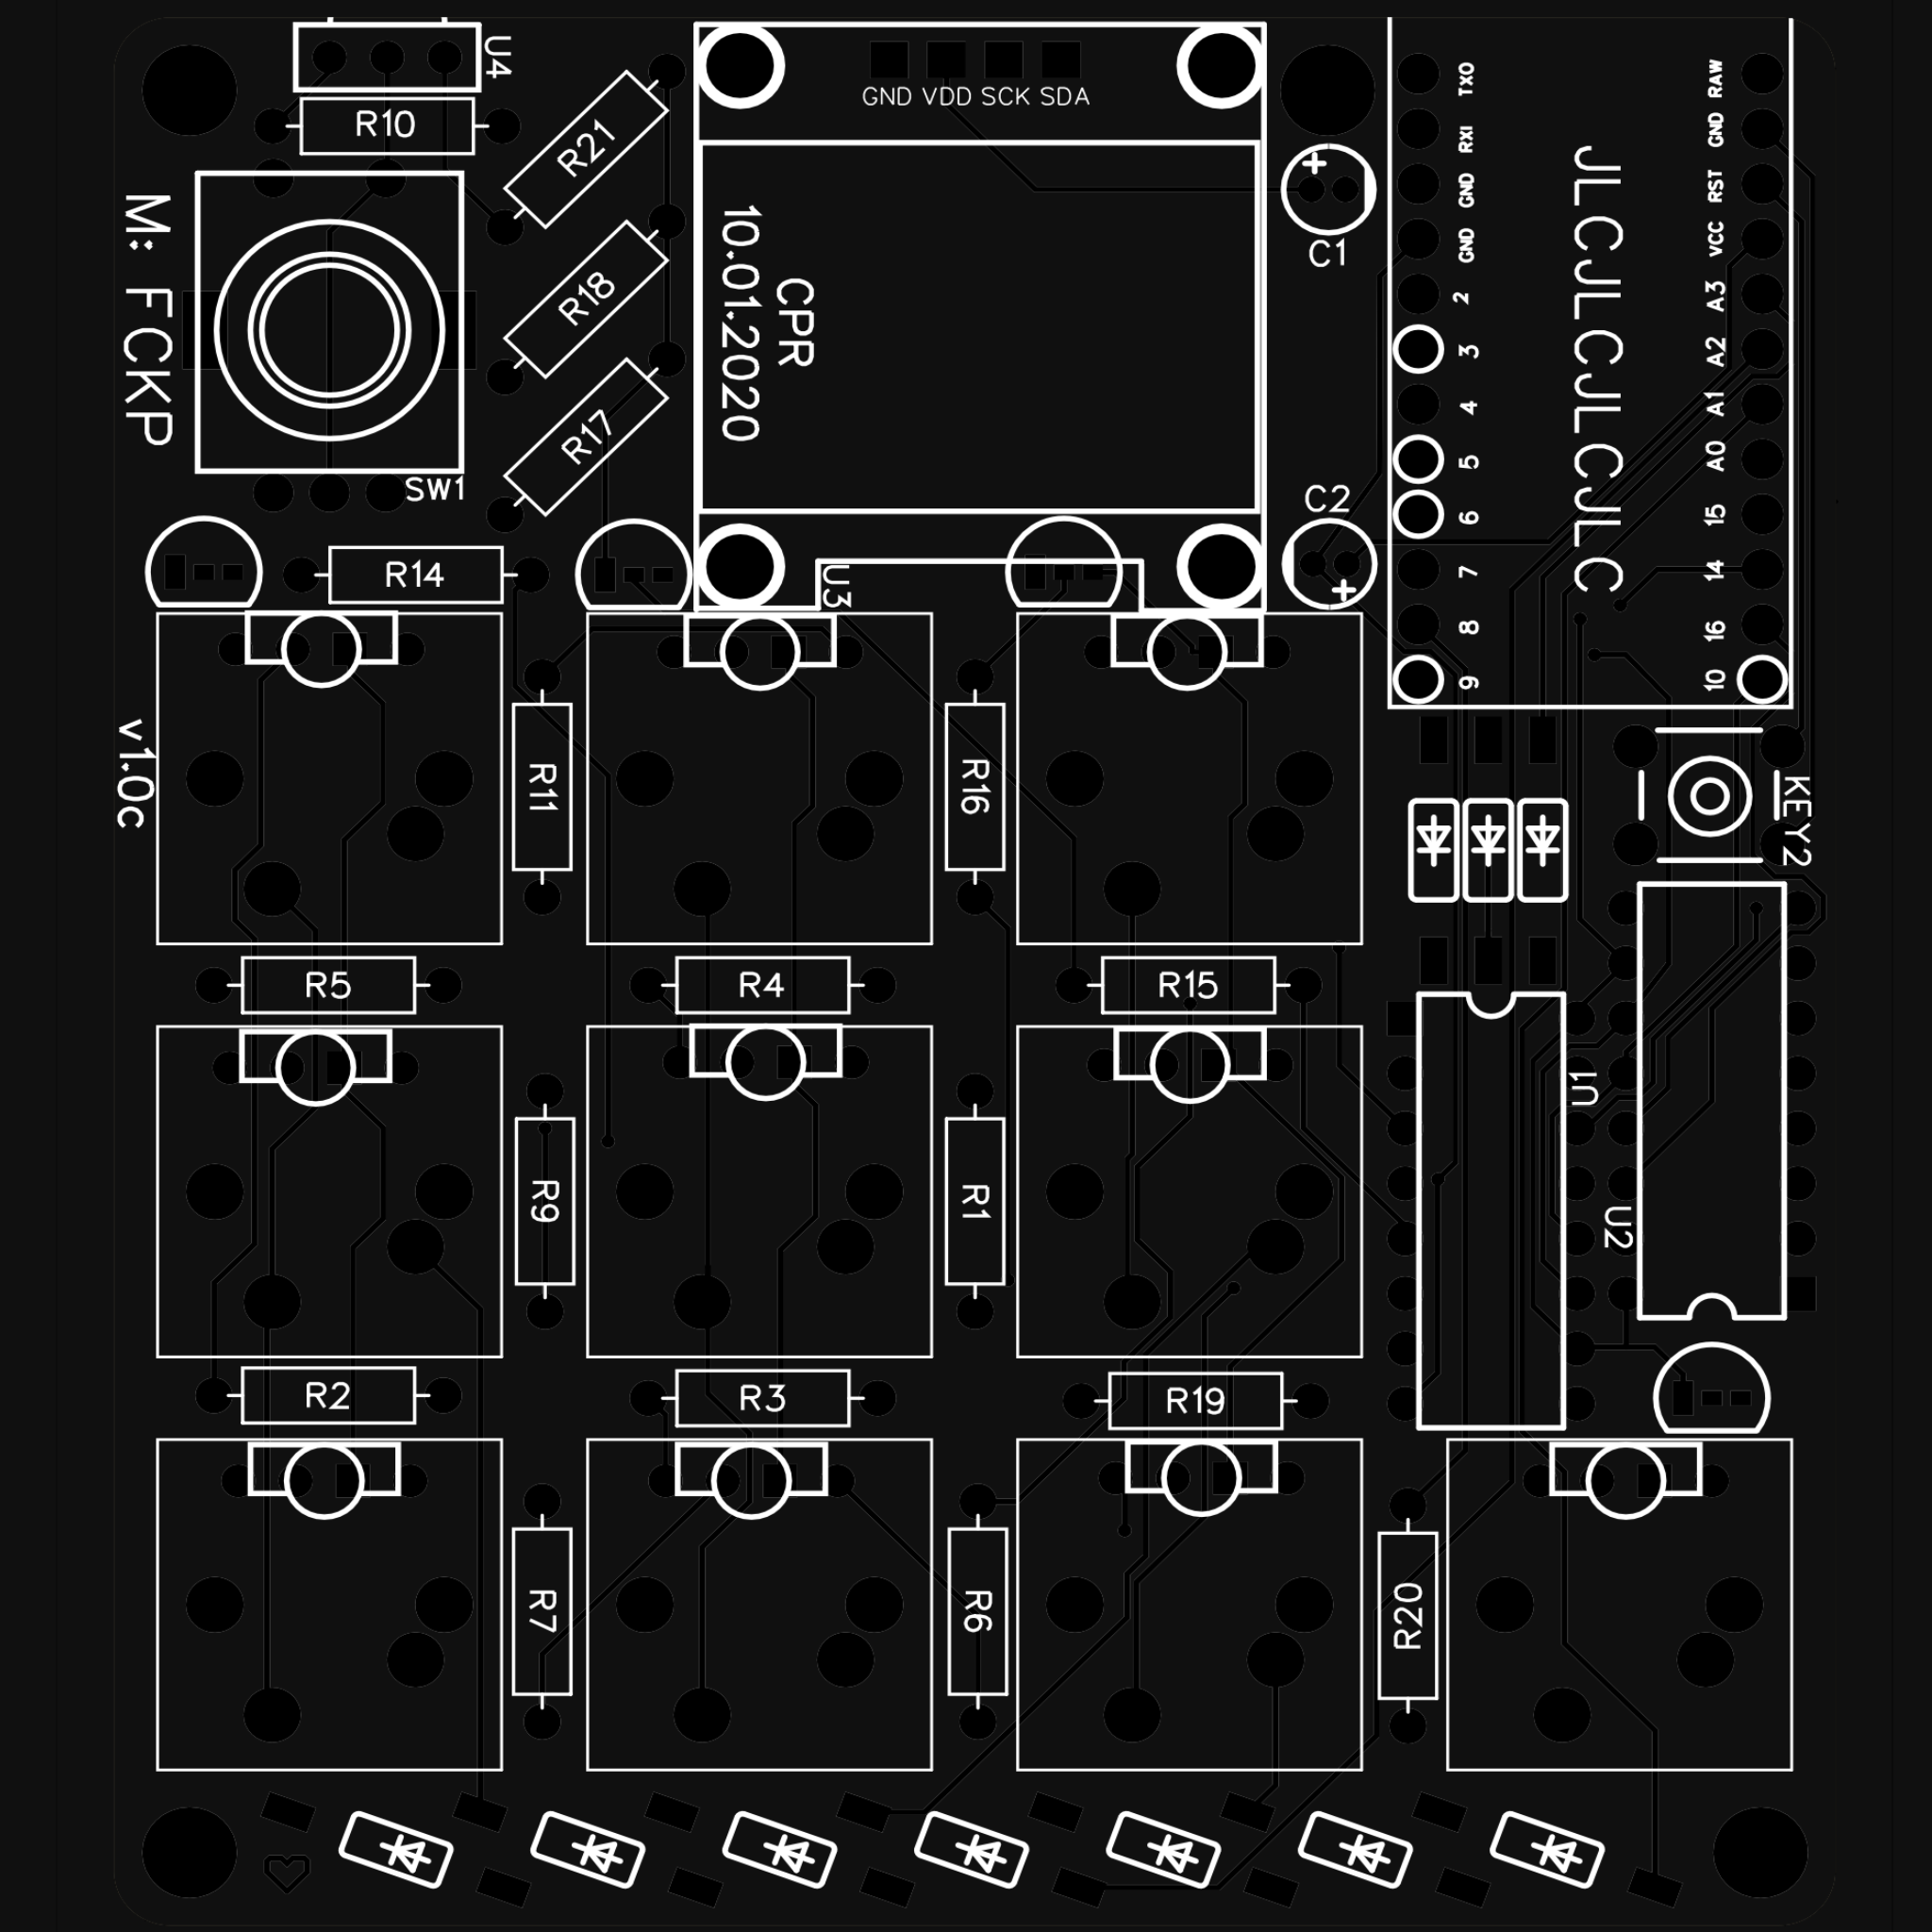 U4
R10
R21
GND VDD SCK SDA
TXO
RAW
RXI
GND
GND
RST
GND
VCC
2
A3
3
A2
4
A1
5
A0
6
15
7
14
8
16
9
10
JLCJLCJLCJLC
C1
CPR
10.01.2020
R18
R17
M: FCKP
SW1
C2
R14
U3
v1.0c
R11
R16
KEY2
R5
R4
R15
U1
R9
R1
U2
R2
R3
R19
R7
R6
R20